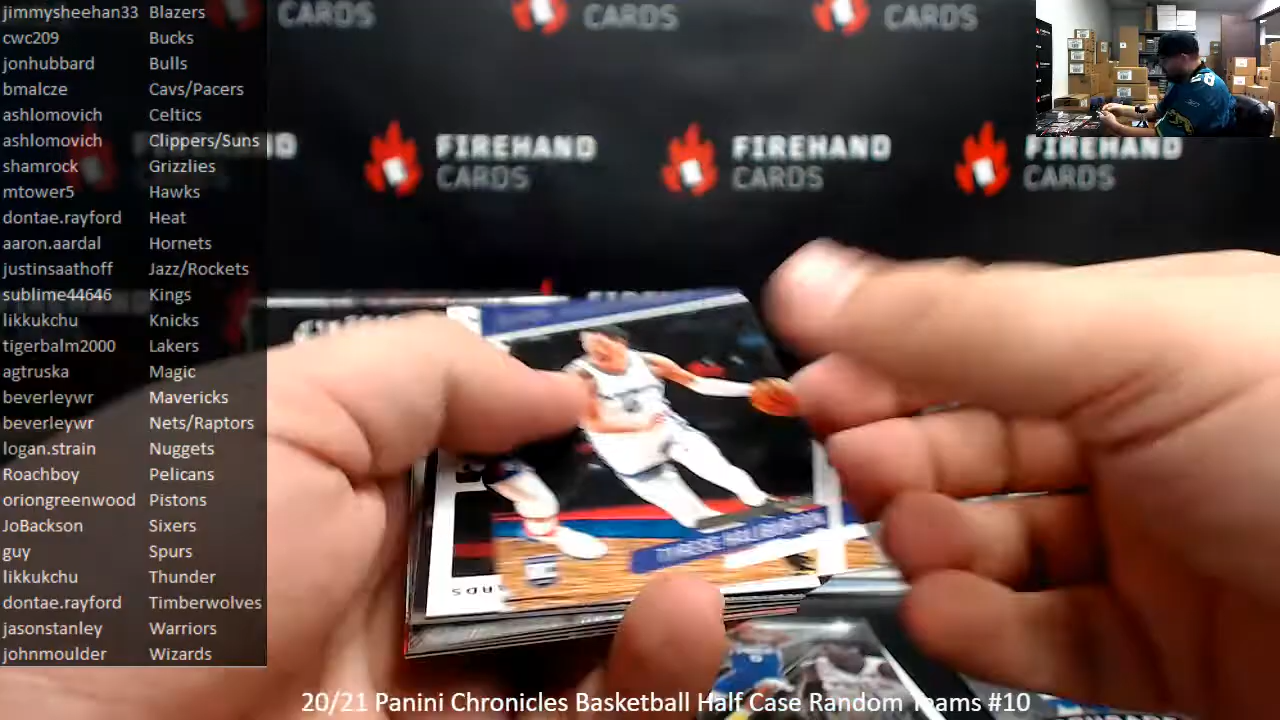 jimmysheehan33 Blazers
cwc209 Bucks
jonhubbard Bulls
bmalcze Cavs/Pacers
ashlomovich Celtics
ashlomovich Clippers/Suns
shamrock Grizzlies
mtower5 Hawks
dontae.rayford Heat
aaron.aardal Hornets
justinsaathoff Jazz/Rockets
sublime44646 Kings
likkukchu Knicks
tigerbalm2000 Lakers
agtruska Magic
beverleywr Mavericks
beverleywr Nets/Raptors
logan.strain Nuggets
Roachboy Pelicans
oriongreenwood Pistons
JoBackson Sixers
guy Spurs
likkukchu Thunder
dontae.rayford Timberwolves
jasonstanley Warriors
johnmoulder Wizards
CARDS
CARDS
CARDS
FIREHAND
CARDS
FIREHAND
CARDS
FIREHAND
CARDS
TYRESE HALIBURTON
20/21 Panini Chronicles Basketball Half Case Random Teams #10